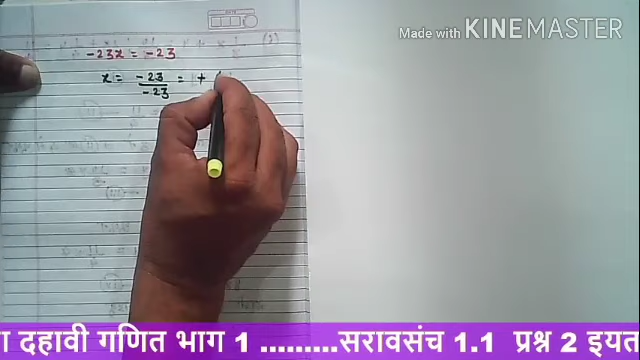 Made with KINEMASTER
-23x = -23
x = -23/-23 = +
ा दहावी गणित भाग 1 .........सरावसंच 1.1 प्रश्न 2 इयत